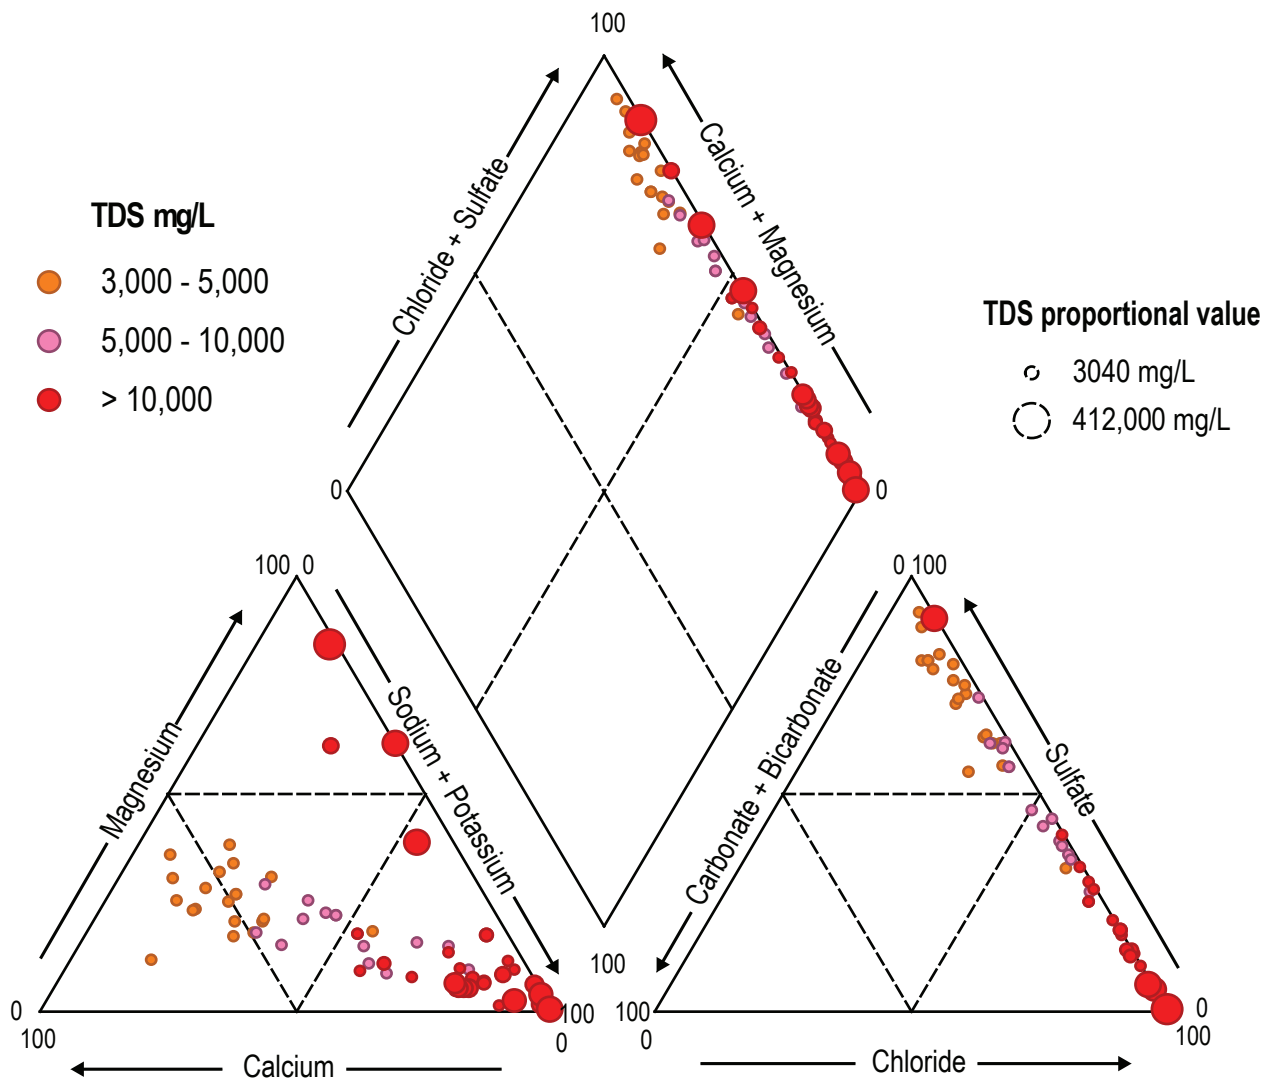 100
Chloride + Sulfate
Calcium + Magnesium
TDS mg/L
3,000 - 5,000
5,000 - 10,000
> 10,000
TDS proportional value
3040 mg/L
412,000 mg/L
0
0
100 0
0 100
Magnesium
Sodium + Potassium
Carbonate + Bicarbonate
Sulfate
100
0
100
100
0
100
0
0
100
Calcium
Chloride